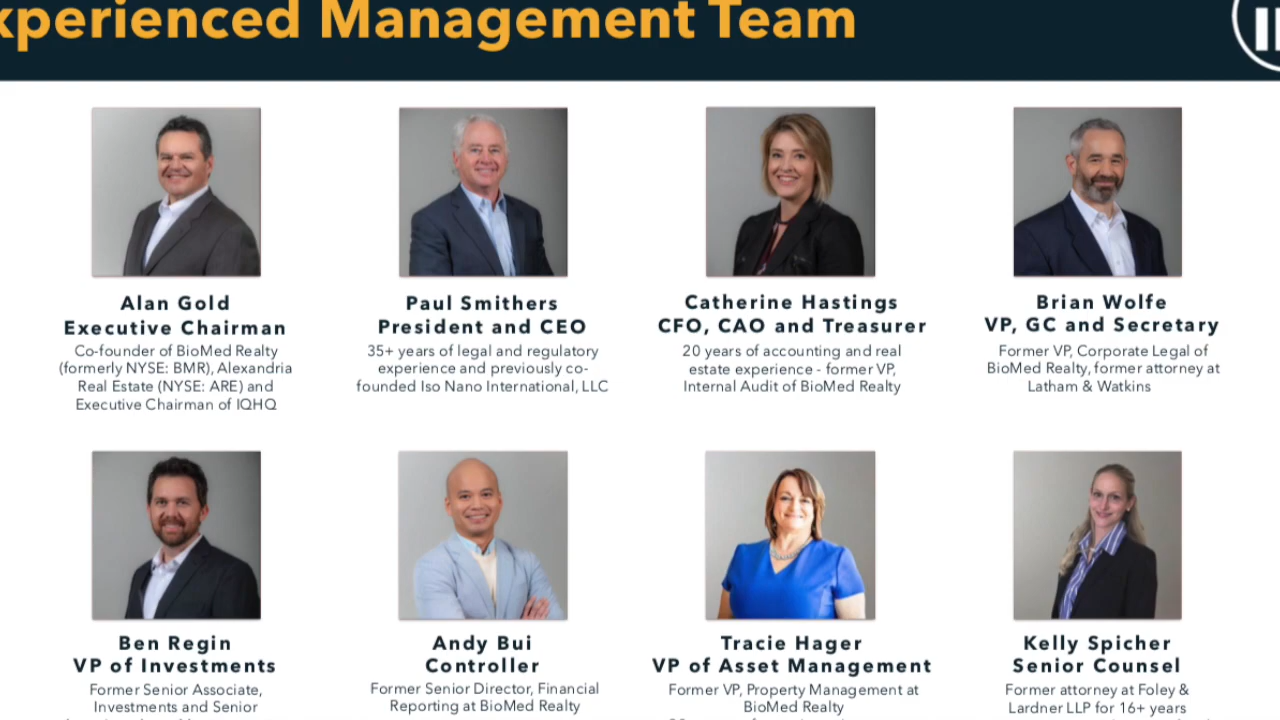 xperienced Management Team
Alan Gold
Executive Chairman
Co-founder of BioMed Realty
(formerly NYSE: BMR), Alexandria
Real Estate (NYSE: ARE) and
Executive Chairman of IQHQ
Paul Smithers
President and CEO
35+ years of legal and regulatory
experience and previously co-
founded Iso Nano International, LLC
Catherine Hastings
CFO, CAO and Treasurer
20 years of accounting and real
estate experience - former VP,
Internal Audit of BioMed Realty
Brian Wolfe
VP, GC and Secretary
Former VP, Corporate Legal of
BioMed Realty, former attorney at
Latham & Watkins
Ben Regin
VP of Investments
Former Senior Associate,
Investments and Senior
Andy Bui
Controller
Former Senior Director, Financial
Reporting at BioMed Realty
Tracie Hager
VP of Asset Management
Former VP, Property Management at
BioMed Realty
Kelly Spicher
Senior Counsel
Former attorney at Foley &
Lardner LLP for 16+ years